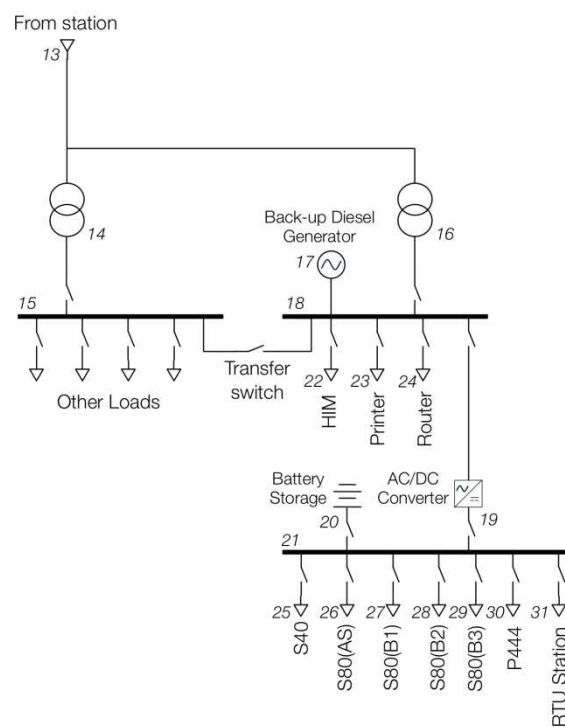 From station
13
14
Back-up Diesel
Generator
17
16
15
18
Transfer
switch
22
23
24
HIM
Printer
Router
Other Loads
Battery
Storage
AC/DC
Converter
20
19
21
25
26
27
28
29
30
31
S40
S80(AS)
S80(B1)
S80(B2)
S80(B3)
P444
RTU Station